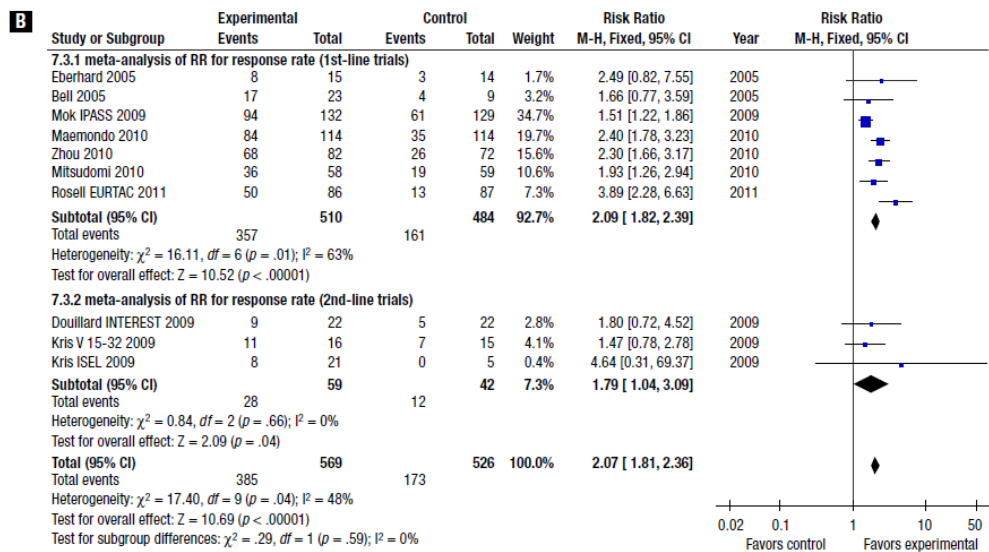 B
Experimental Control Risk Ratio Risk Ratio
Study or Subgroup Events Total Events Total Weight M-H, Fixed, 95% CI Year M-H, Fixed, 95% CI
7.3.1 meta-analysis of RR for response rate (1st-line trials)
Eberhard 2005 8 15 3 14 1.7% 2.49 [0.82, 7.55] 2005
Bell 2005 17 23 4 9 3.2% 1.66 [0.77, 3.59] 2005
Mok IPASS 2009 94 132 61 129 34.7% 1.51 [1.22, 1.86] 2009
Maemondo 2010 84 114 35 114 19.7% 2.40 [1.78, 3.23] 2010
Zhou 2010 68 82 26 72 15.6% 2.30 [1.66, 3.17] 2010
Mitsudomi 2010 36 58 19 59 10.6% 1.93 [1.26, 2.94] 2010
Rosell EURTAC 2011 50 86 13 87 7.3% 3.89 [2.28, 6.63] 2011
Subtotal (95% CI) 510 484 92.7% 2.09 [ 1.82, 2.39]
Total events 357 161
Heterogeneity: χ² = 16.11, df = 6 (p = .01); I² = 63%
Test for overall effect: Z = 10.52 (p < .00001)
7.3.2 meta-analysis of RR for response rate (2nd-line trials)
Douillard INTEREST 2009 9 22 5 22 2.8% 1.80 [0.72, 4.52] 2009
Kris V 15-32 2009 11 16 7 15 4.1% 1.47 [0.78, 2.78] 2009
Kris ISEL 2009 8 21 0 5 0.4% 4.64 [0.31, 69.37] 2009
Subtotal (95% CI) 59 42 7.3% 1.79 [ 1.04, 3.09]
Total events 28 12
Heterogeneity: χ² = 0.84, df = 2 (p = .66); I² = 0%
Test for overall effect: Z = 2.09 (p = .04)
Total (95% CI) 569 526 100.0% 2.07 [ 1.81, 2.36]
Total events 385 173
Heterogeneity: χ² = 17.40, df = 9 (p = .04); I² = 48%
Test for overall effect: Z = 10.69 (p < .00001)
Test for subgroup differences: χ² = .29, df = 1 (p = .59); I² = 0%
0.02 0.1 1 10 50
Favors control Favors experimental